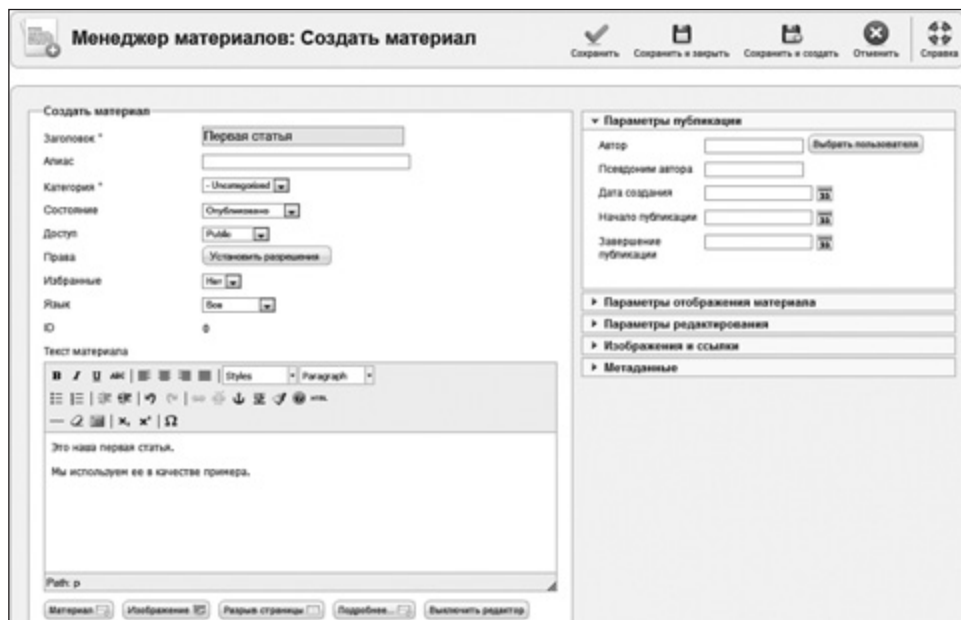 Менеджер материалов: Создать материал
Сохранить
Сохранить и закрыть
Сохранить и создать
Отменить
Справка
Создать материал
Заголовок *
Первая статья
Алиас
Категория *
- Uncategorised
Состояние
Опубликовано
Доступ
Public
Права
Установить разрешения
Избранные
Нет
Язык
Все
ID
0
Текст материала
B I U ABC
Styles
Paragraph
HTML
Ω
Это наша первая статья.
Мы используем ее в качестве примера.
Path: p
Материал
Изображение
Разрыв страницы
Подробнее...
Выключить редактор
Параметры публикации
Автор
Выбрать пользователя
Псевдоним автора
Дата создания
Начало публикации
Завершение
публикации
Параметры отображения материала
Параметры редактирования
Изображения и ссылки
Метаданные